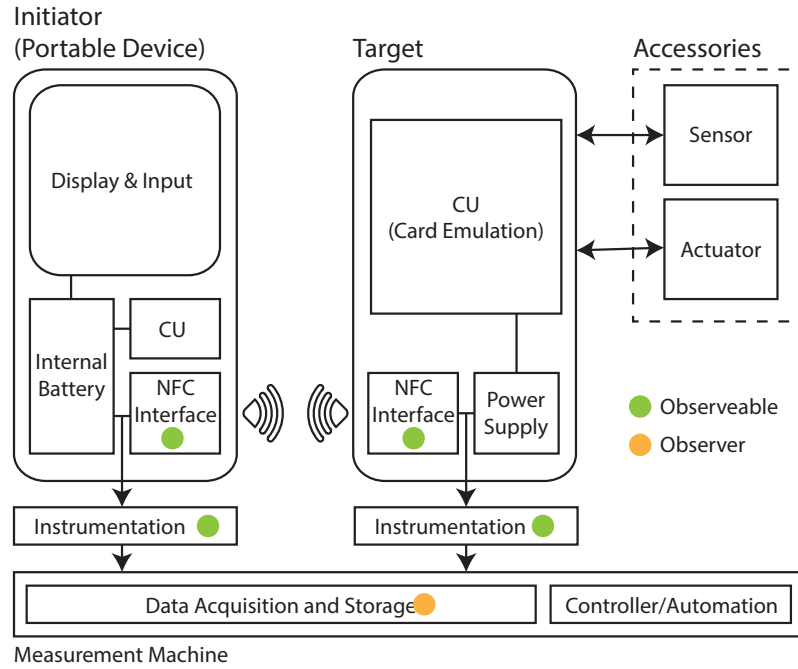 Initiator
(Portable Device)
Target
Accessories
Display & Input
CU
(Card Emulation)
Sensor
Actuator
Internal
Battery
CU
NFC
Interface
NFC
Interface
Power
Supply
Observeable
Observer
Instrumentation
Instrumentation
Data Acquisition and Storage
Controller/Automation
Measurement Machine